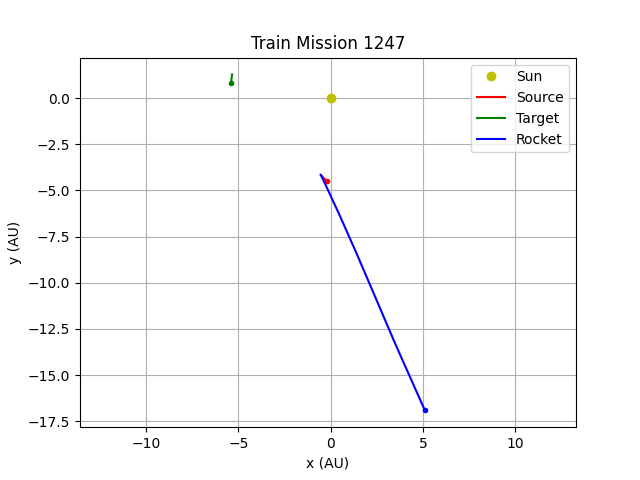 Train Mission 1247
Sun
Source
Target
Rocket
0.0
−2.5
−5.0
−7.5
−10.0
−12.5
−15.0
−17.5
y (AU)
−10 −5 0 5 10
x (AU)